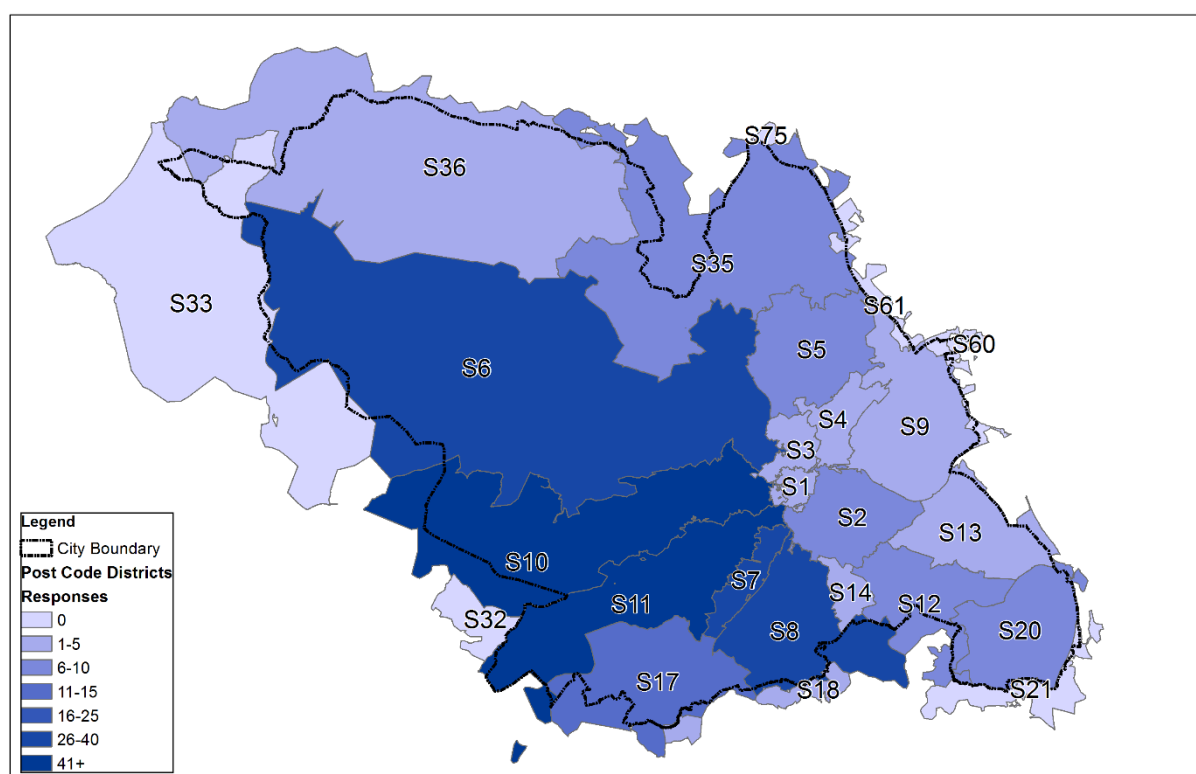 S75
S36
S35
S33
S61
S60
S5
S6
S4
S9
S3
S1
S2
S13
S10
S7
S14
S12
S11
S32
S8
S20
S17
S18
S21
Legend
City Boundary
Post Code Districts
Responses
0
1-5
6-10
11-15
16-25
26-40
41+